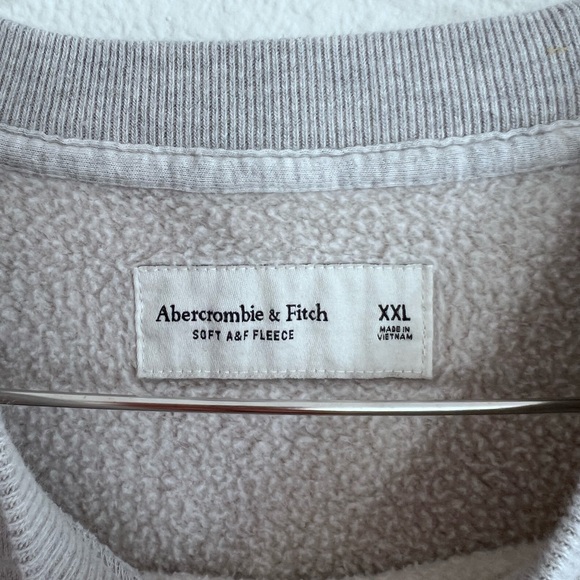 Abercrombie & Fitch
SOFT A&F FLEECE
XXL
MADE IN
VIETNAM